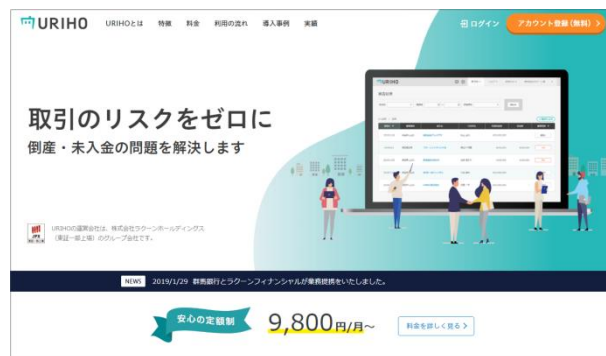 URIHO
URIHOとは 特徴 料金 利用の流れ 導入事例 実績
ログイン
アカウント登録(無料)
取引のリスクをゼロに
倒産・未入金の問題を解決します
URIHO
JPX
URIHOの運営会社は、株式会社ラクーンホールディングス
(東証一部上場)のグループ会社です。
NEWS 2019/1/29 群馬銀行とラクーンフィナンシャルが業務提携をいたしました。
安心の定額制
9,800円/月～
料金を詳しく見る